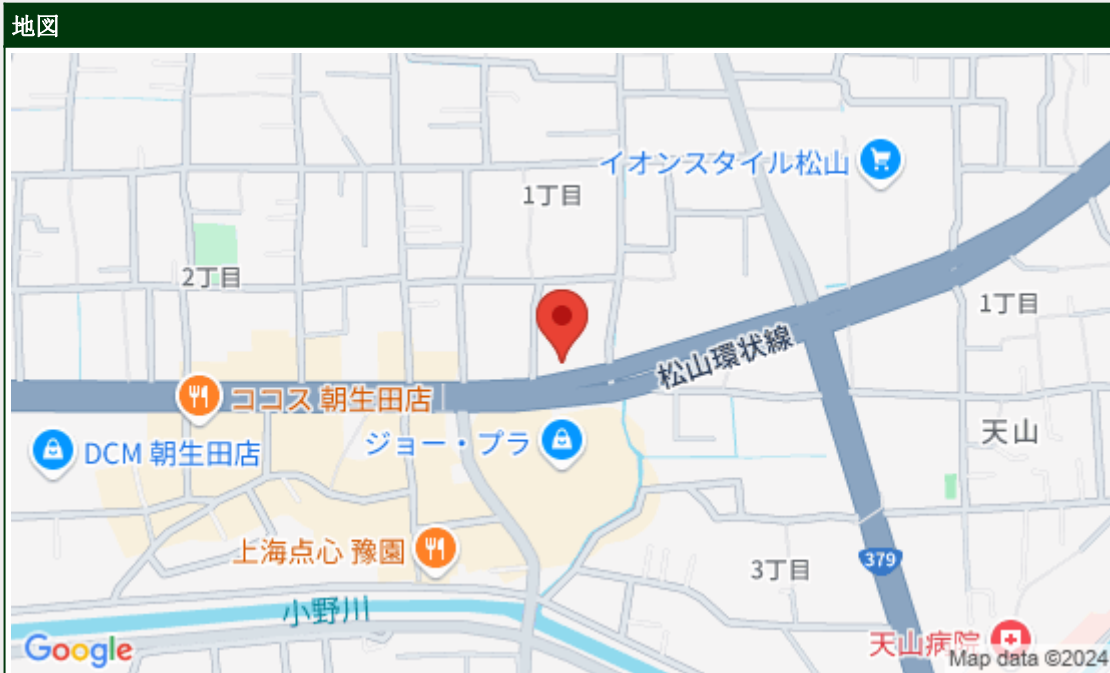 地図
イオンスタイル松山
1丁目
2丁目
1丁目
松山環状線
ココス 朝生田店
天山
ジョー・プラ
DCM 朝生田店
上海点心 豫園
379
3丁目
小野川
天山病院
Google
Map data ©2024